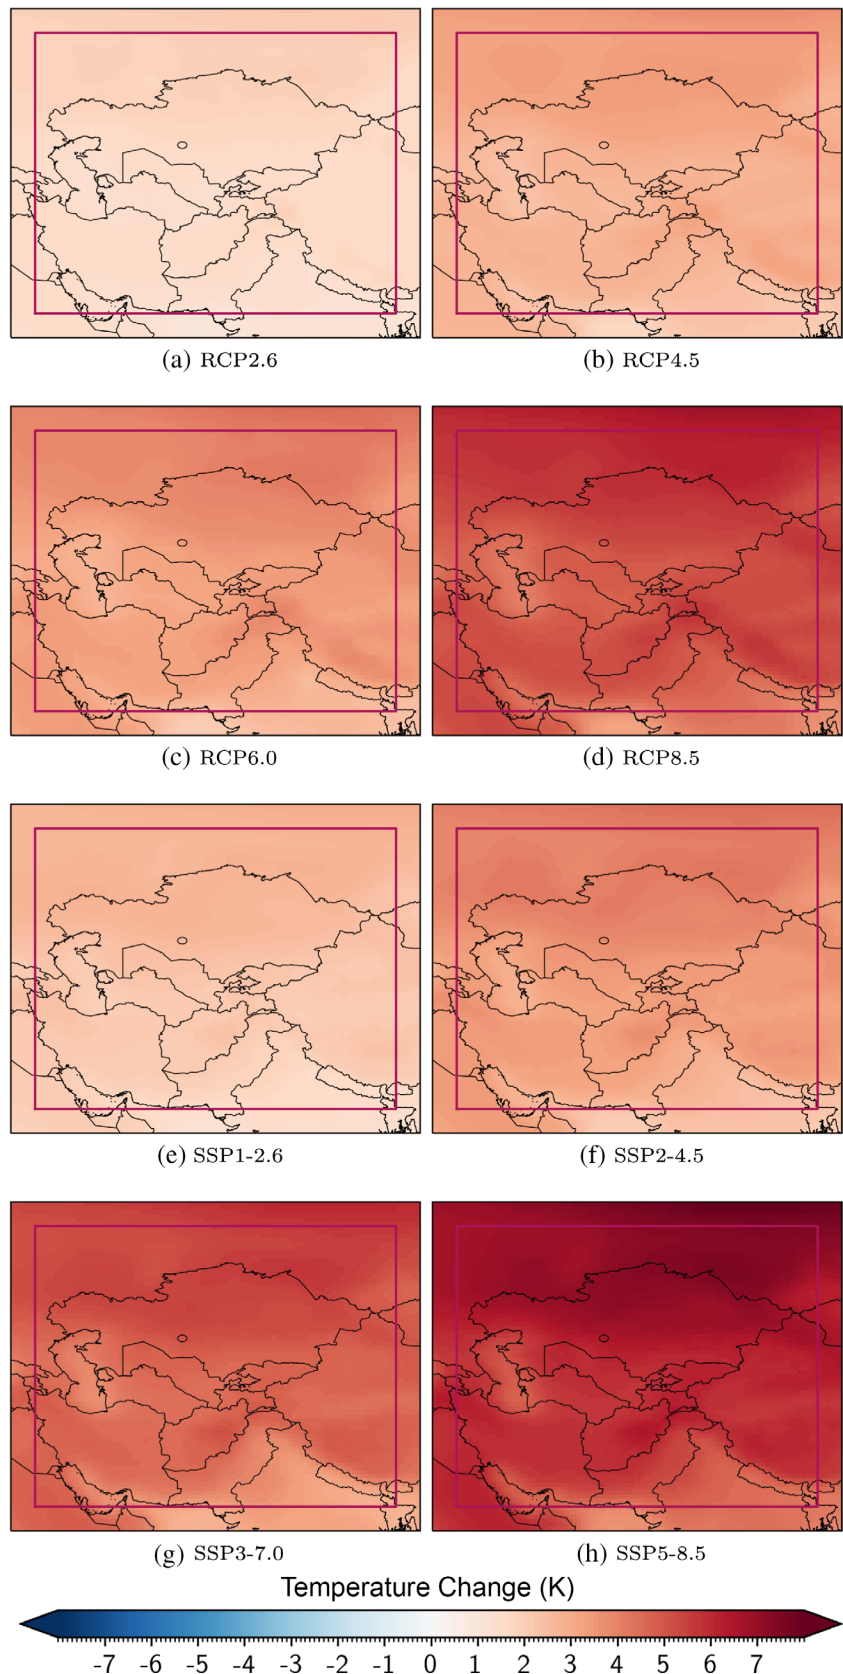 (a) RCP2.6
(b) RCP4.5
(c) RCP6.0
(d) RCP8.5
(e) SSP1-2.6
(f) SSP2-4.5
(g) SSP3-7.0
(h) SSP5-8.5
Temperature Change (K)
-7 -6 -5 -4 -3 -2 -1 0 1 2 3 4 5 6 7